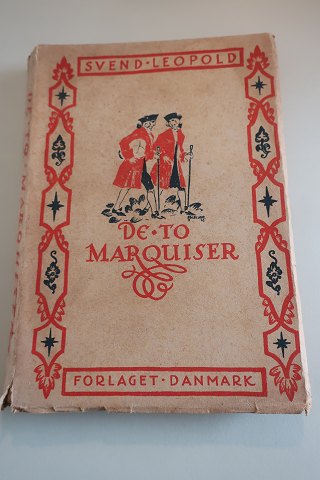 SVEND·LEOPOLD
DE·TO
MARQUISER
FORLAGET·DANMARK